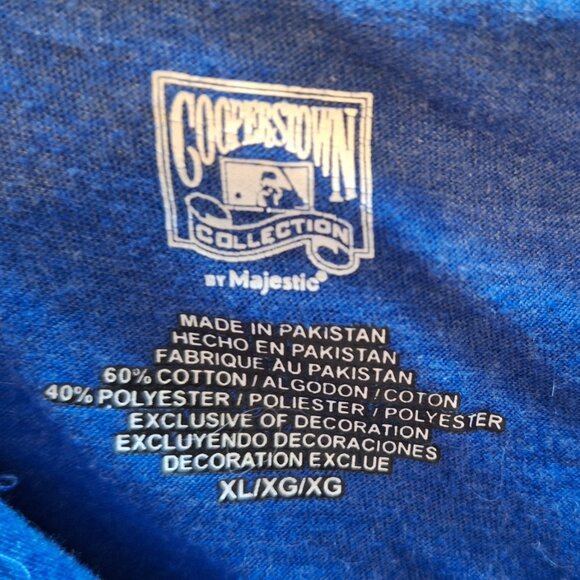 COOPERSTOWN
COLLECTION
BY Majestic®
MADE IN PAKISTAN
HECHO EN PAKISTAN
FABRIQUE AU PAKISTAN
60% COTTON / ALGODON / COTON
40% POLYESTER / POLIESTER / POLYESTER
EXCLUSIVE OF DECORATION
EXCLUYENDO DECORACIONES
DECORATION EXCLUE
XL/XG/XG